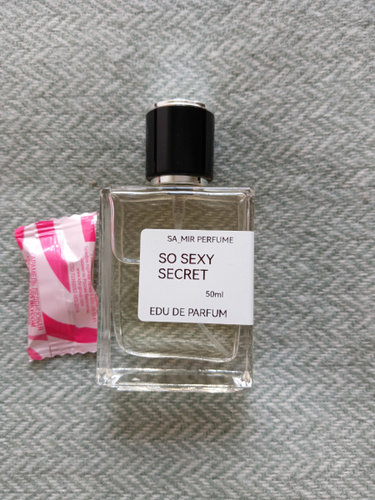 SA_MIR PERFUME
SO SEXY
SECRET
50ml
EDU DE PARFUM